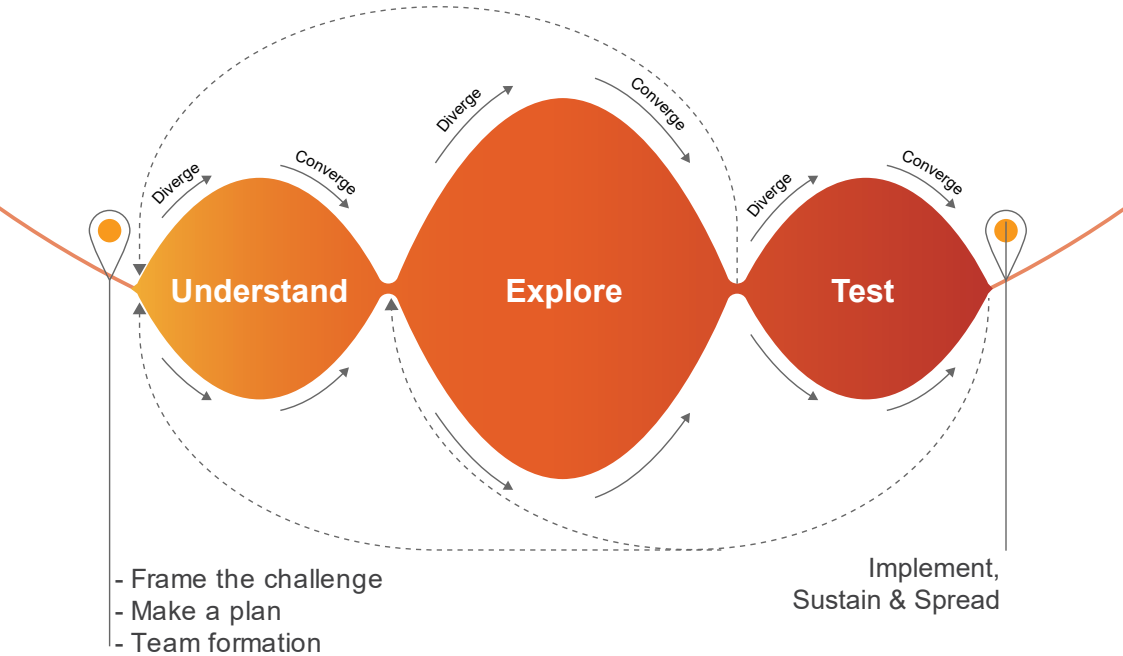 Diverge
Converge
Diverge
Converge
Diverge
Converge
Understand
Explore
Test
- Frame the challenge
- Make a plan
- Team formation
Implement,
Sustain & Spread